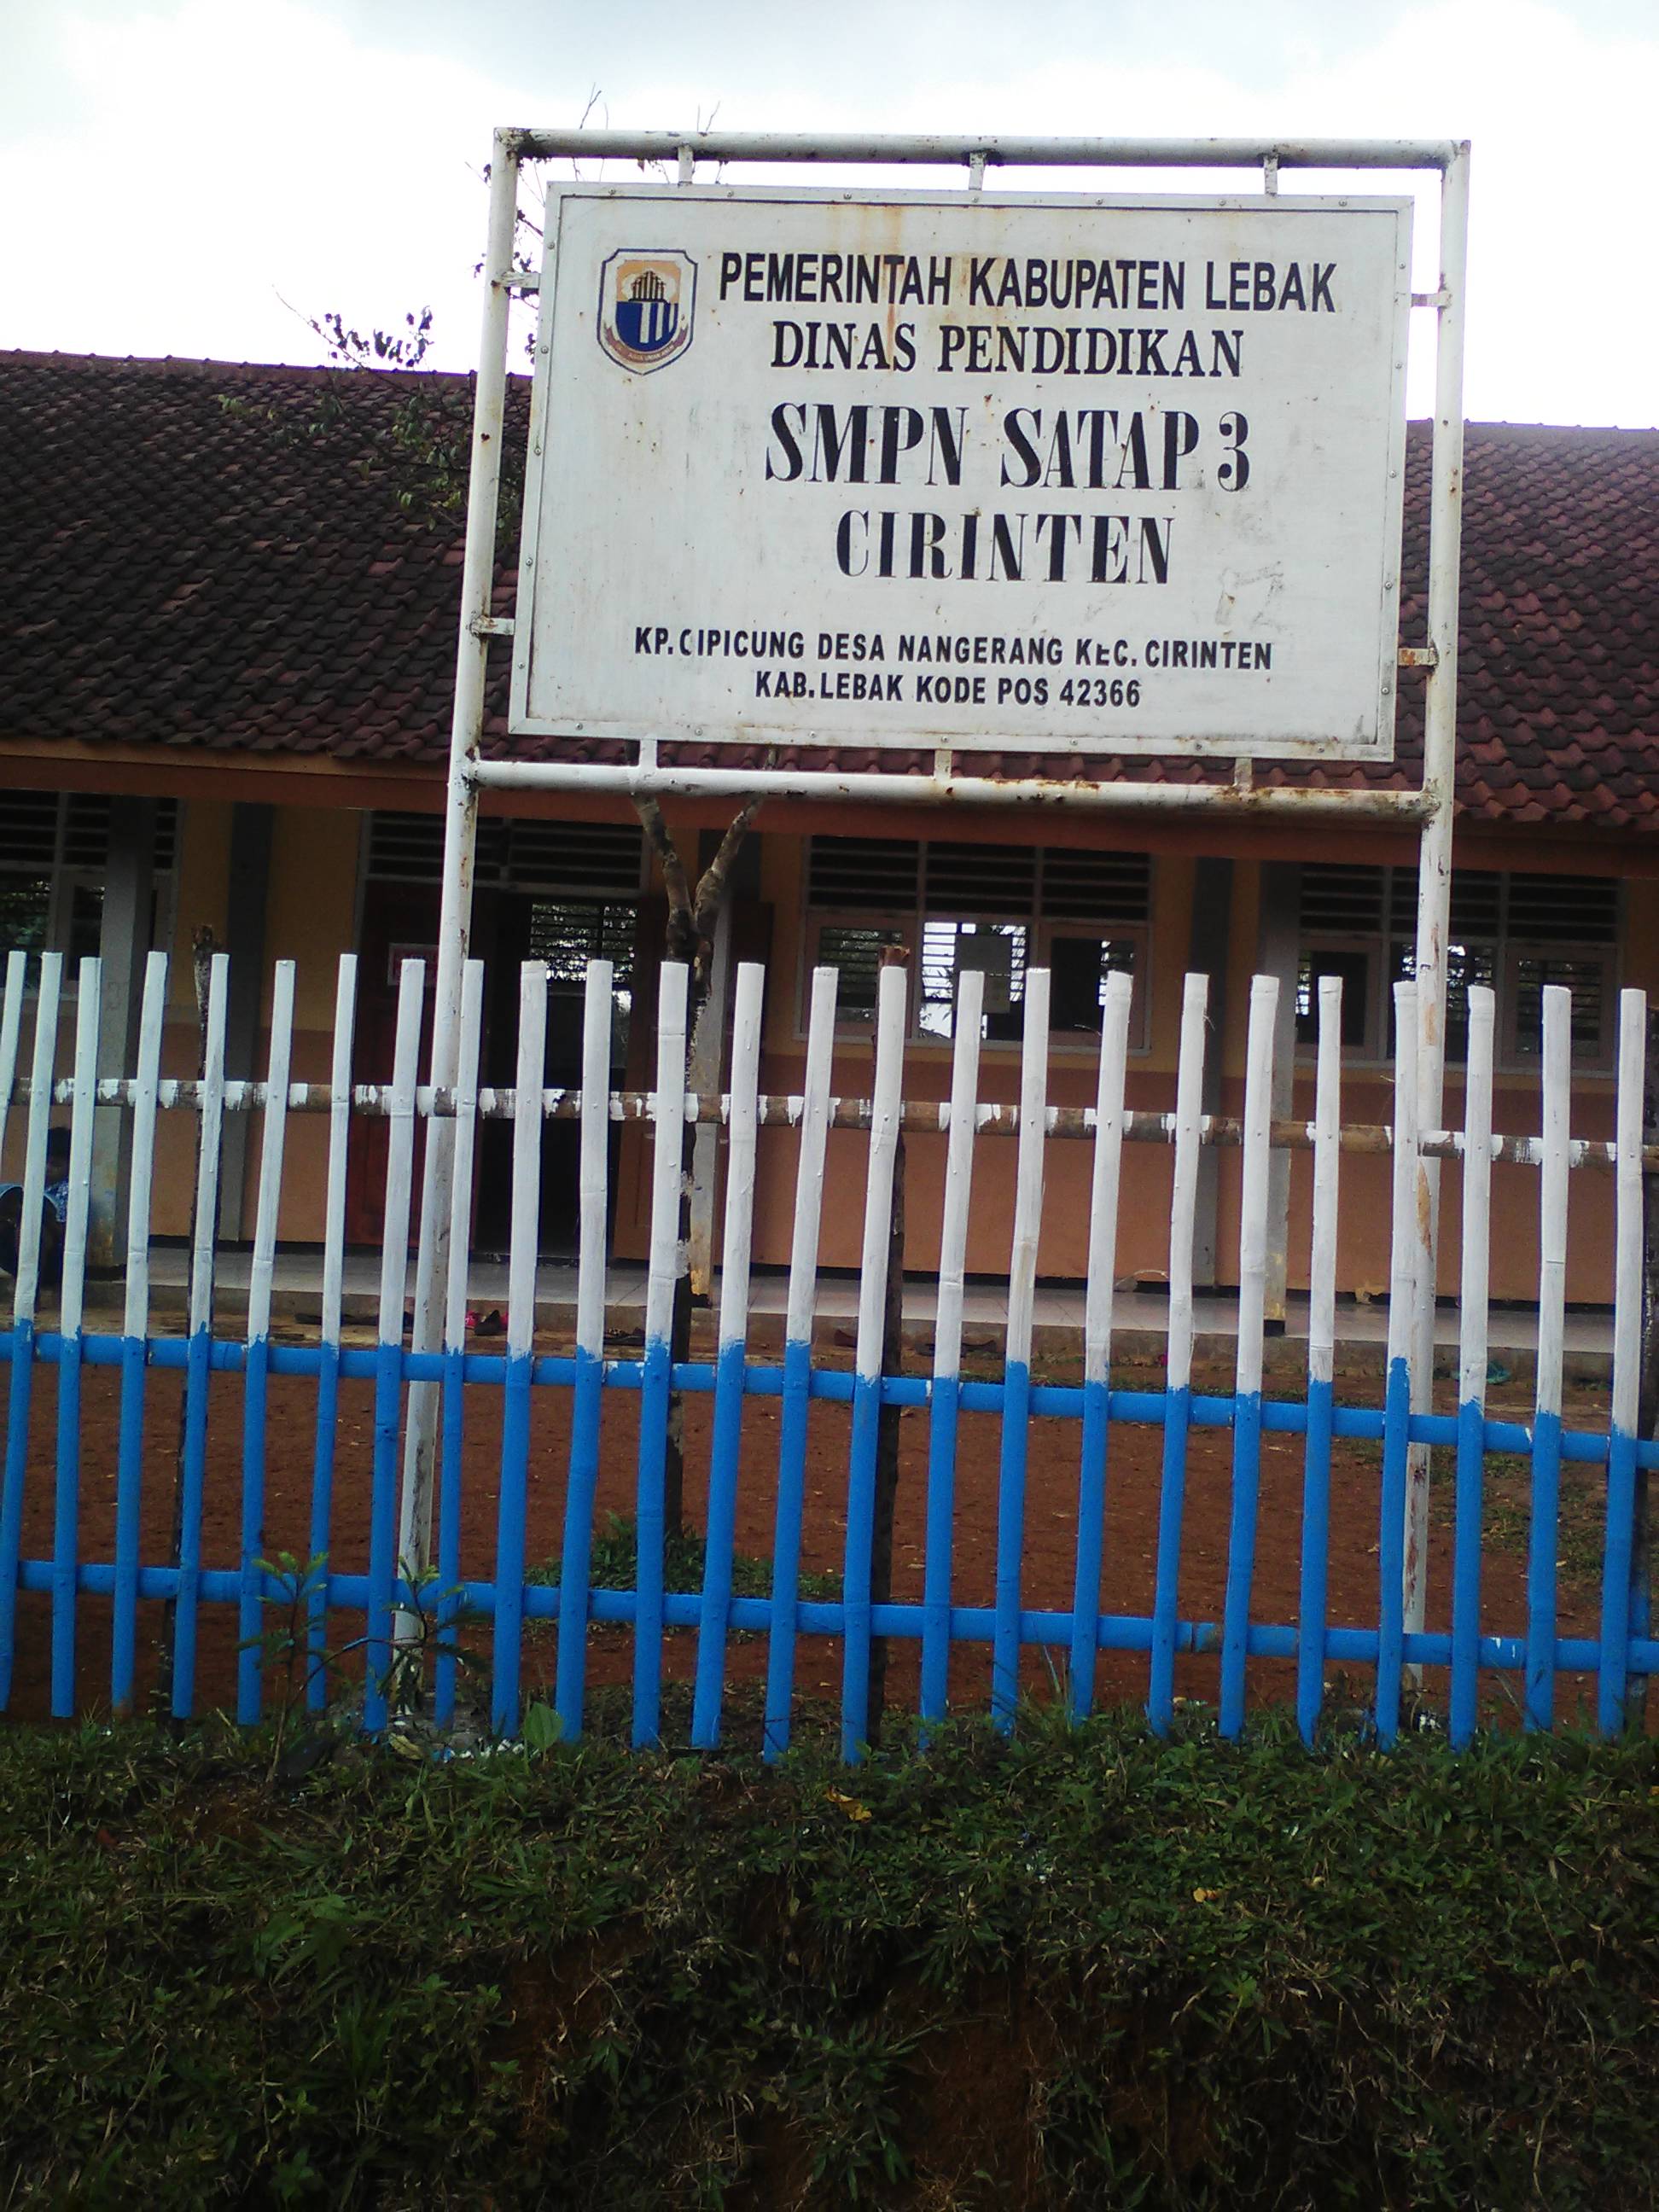 PEMERINTAH KABUPATEN LEBAK
DINAS PENDIDIKAN
SMPN SATAP 3
CIRINTEN
KP. CIPICUNG DESA NANGERANG KEC. CIRINTEN
KAB. LEBAK KODE POS 42366